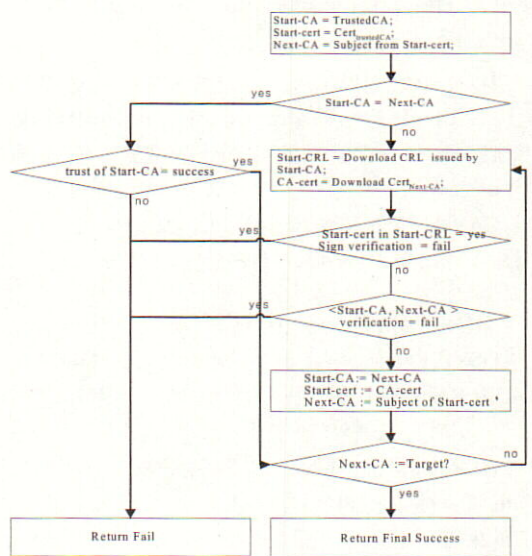 Start-CA = TrustedCA;
Start-cert = Cert_trustedCA;
Next-CA = Subject from Start-cert;
yes
Start-CA = Next-CA
no
trust of Start-CA= success
yes
no
Start-CRL = Download CRL issued by
Start-CA;
CA-cert = Download Cert_Next-CA;
yes
Start-cert in Start-CRL = yes
Sign verification = fail
no
yes
<Start-CA, Next-CA >
verification = fail
no
Start-CA := Next-CA
Start-cert := CA-cert
Next-CA := Subject of Start-cert
Next-CA :=Target?
no
yes
Return Fail
Return Final Success